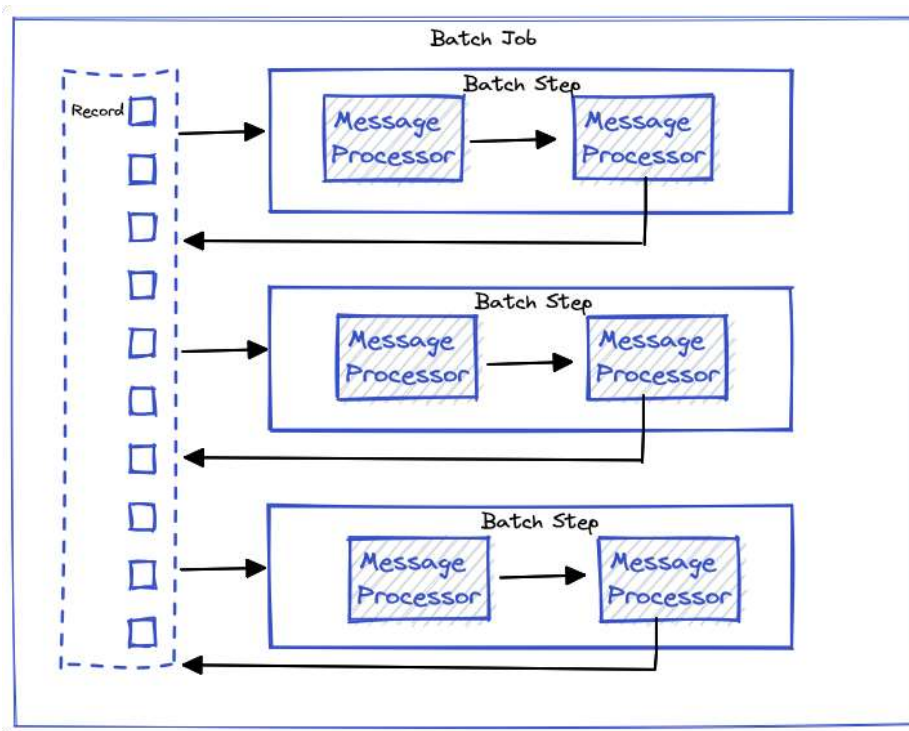 Batch Job
Record
Batch Step
Message
Processor
Message
Processor
Batch Step
Message
Processor
Message
Processor
Batch Step
Message
Processor
Message
Processor